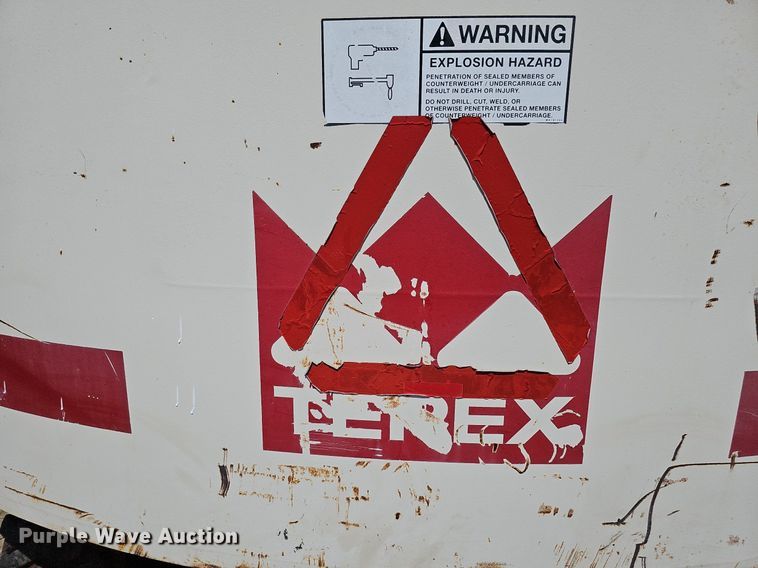 WARNING
EXPLOSION HAZARD
PENETRATION OF SEALED MEMBERS OF
COUNTERWEIGHT / UNDERCARRIAGE CAN
RESULT IN DEATH OR INJURY.
DO NOT DRILL, CUT, WELD, OR
OTHERWISE PENETRATE SEALED MEMBERS
OF COUNTERWEIGHT / UNDERCARRIAGE.
TEREX
Purple Wave Auction